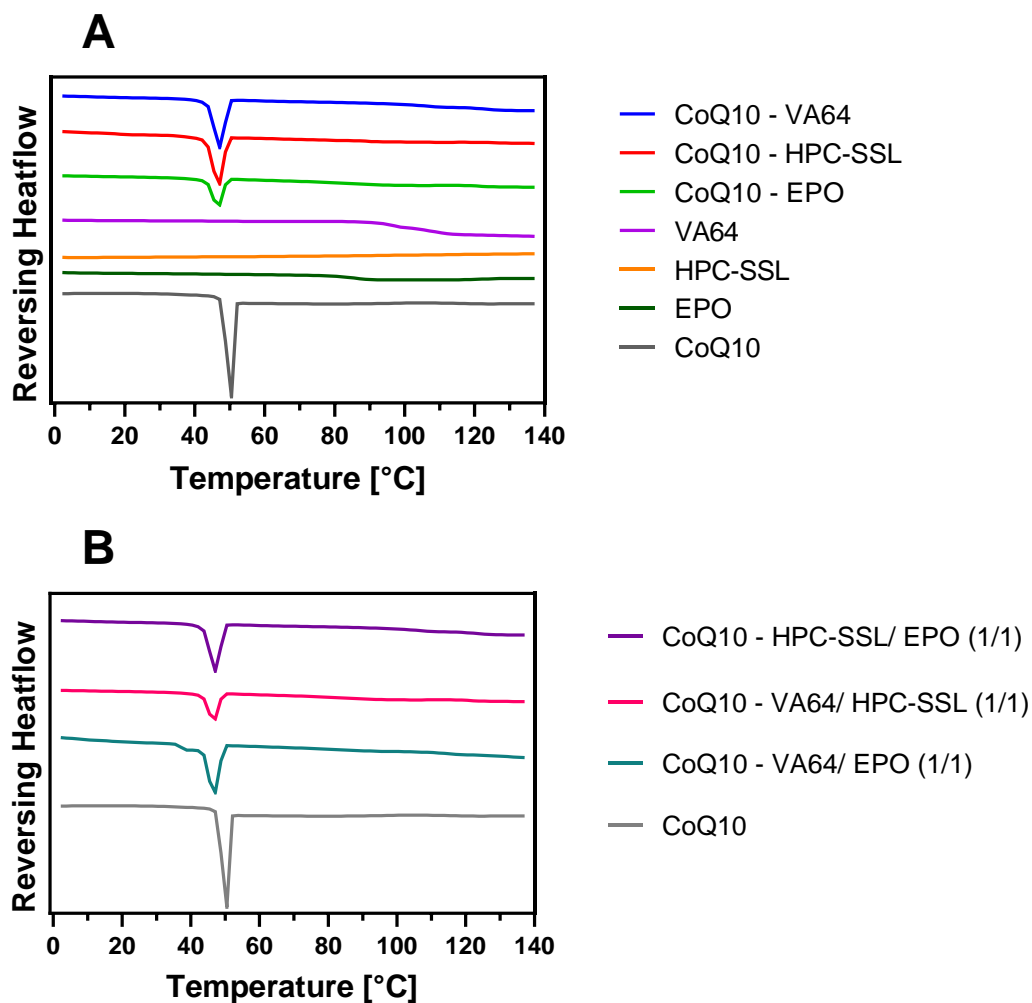 A
CoQ10 - VA64
CoQ10 - HPC-SSL
CoQ10 - EPO
VA64
HPC-SSL
EPO
CoQ10
Reversing Heatflow
0 20 40 60 80 100 120 140
Temperature [°C]
B
CoQ10 - HPC-SSL/ EPO (1/1)
CoQ10 - VA64/ HPC-SSL (1/1)
CoQ10 - VA64/ EPO (1/1)
CoQ10
Reversing Heatflow
0 20 40 60 80 100 120 140
Temperature [°C]